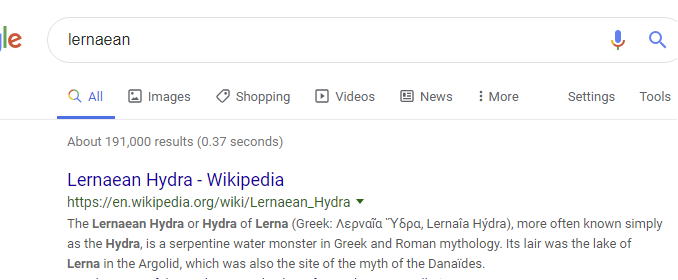 le
lernaean
All Images Shopping Videos News More Settings Tools
About 191,000 results (0.37 seconds)
Lernaean Hydra - Wikipedia
https://en.wikipedia.org/wiki/Lernaean_Hydra
The Lernaean Hydra or Hydra of Lerna (Greek: Λερναῖα Ὕδρα, Lernaîa Hýdra), more often known simply
as the Hydra, is a serpentine water monster in Greek and Roman mythology. Its lair was the lake of
Lerna in the Argolid, which was also the site of the myth of the Danaïdes.